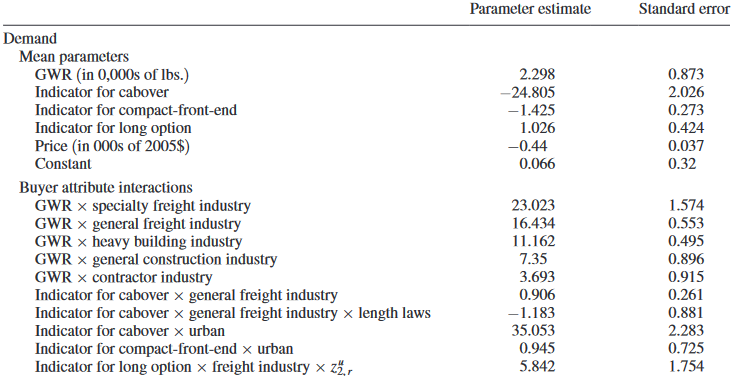 Parameter estimate Standard error
Demand
Mean parameters
GWR (in 0,000s of lbs.) 2.298 0.873
Indicator for cabover −24.805 2.026
Indicator for compact-front-end −1.425 0.273
Indicator for long option 1.026 0.424
Price (in 000s of 2005$) −0.44 0.037
Constant 0.066 0.32
Buyer attribute interactions
GWR × specialty freight industry 23.023 1.574
GWR × general freight industry 16.434 0.553
GWR × heavy building industry 11.162 0.495
GWR × general construction industry 7.35 0.896
GWR × contractor industry 3.693 0.915
Indicator for cabover × general freight industry 0.906 0.261
Indicator for cabover × general freight industry × length laws −1.183 0.881
Indicator for cabover × urban 35.053 2.283
Indicator for compact-front-end × urban 0.945 0.725
Indicator for long option × freight industry × z^u_{2,r} 5.842 1.754